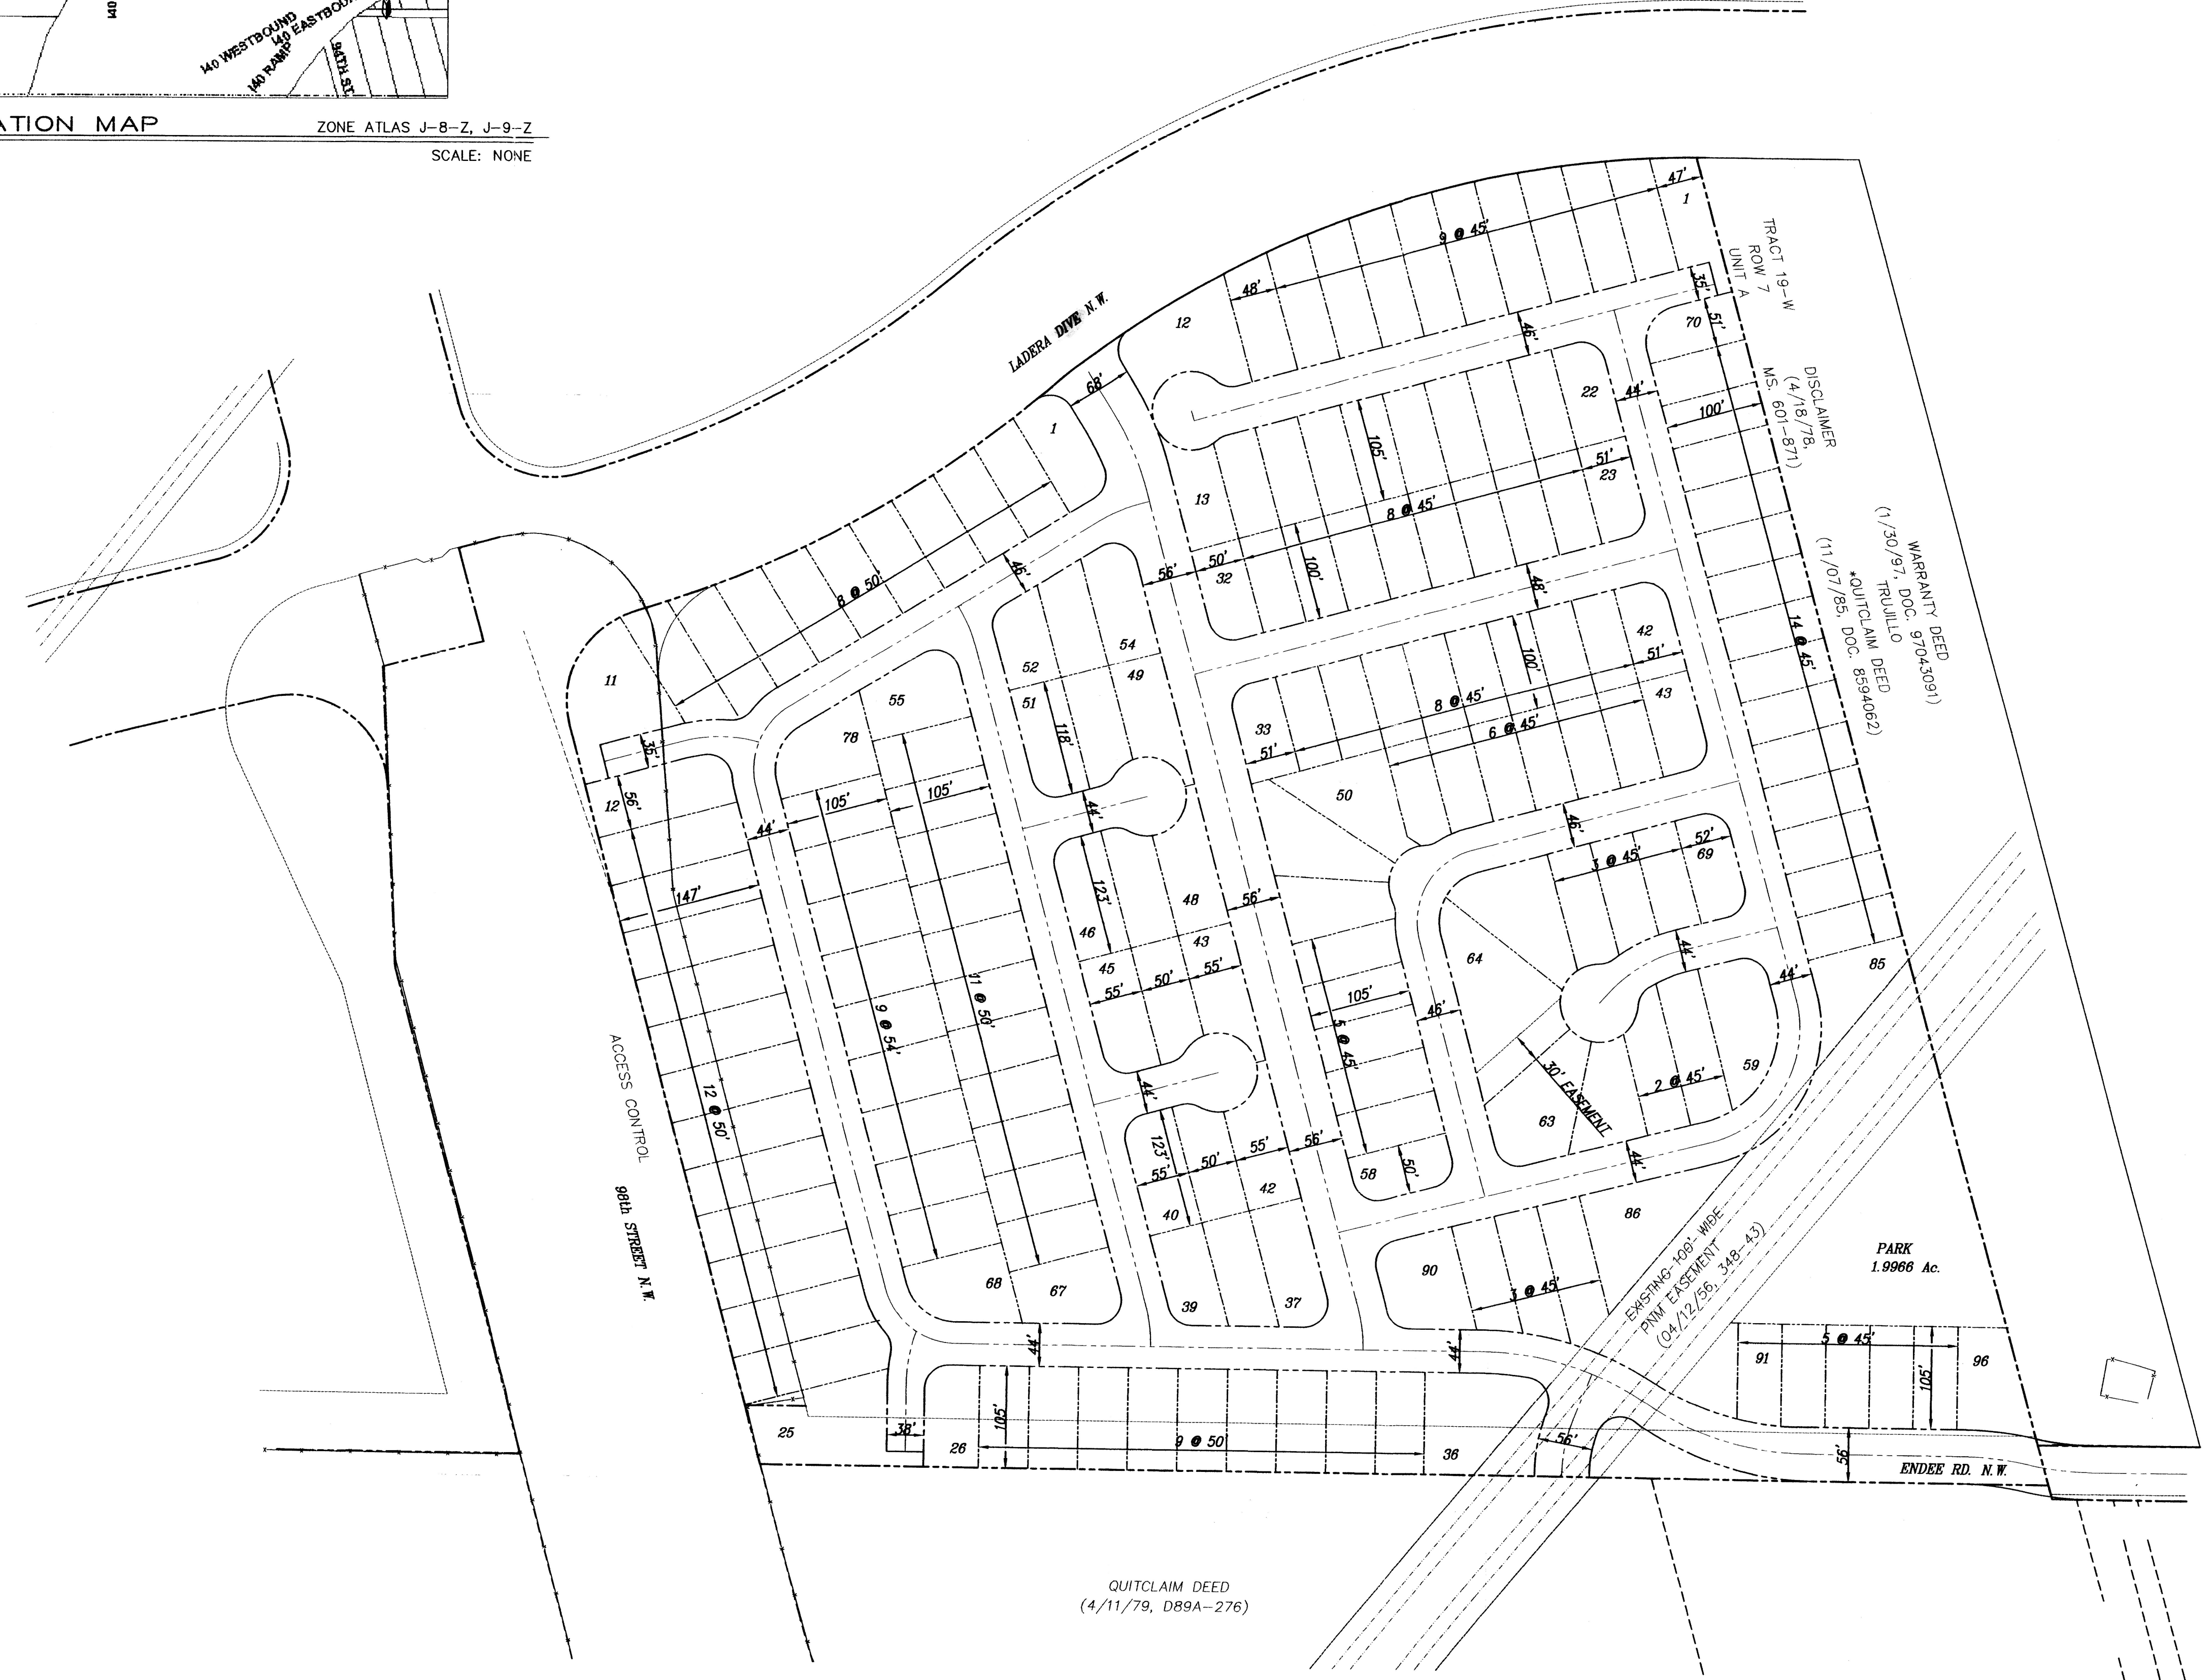 I40
I40 WESTBOUND
I40 EASTBOU
I40 RAMP
94TH ST
ATION MAP
ZONE ATLAS J-8-Z, J-9-Z
SCALE: NONE
LADERA DIVE N.W.
47'
1
9 @ 45'
48'
12
35'
70
51'
46'
TRACT 19-W
ROW 7
UNIT A
DISCLAIMER
(4/18/78,
MS. 601-871)
68'
1
22
44'
100'
105'
51'
23
13
8 @ 45'
WARRANTY DEED
(1/30/97, DOC. 97043091)
TRUJILLO
*QUITCLAIM DEED
(11/07/85, DOC. 8594062)
8 @ 50'
46'
56'
50'
32
100'
48'
14 @ 45'
11
52
54
49
51
118'
42
51'
43
100'
8 @ 45'
6 @ 45'
33
51'
55
78
35'
12
56'
44'
105'
105'
44'
50
46'
3 @ 45'
52'
69
147'
123'
48
56'
46
43
45
55'
50'
55'
64
44'
44'
85
105'
46'
5 @ 45'
9 @ 54'
11 @ 50'
12 @ 50'
ACCESS CONTROL
98th STREET N.W.
44'
123'
55'
50'
55'
56'
40
42
58
50'
30' EASEMENT
63
2 @ 45'
59
44'
86
90
3 @ 45'
EXISTING 100' WIDE
PNM EASEMENT
(04/12/56, 348-43)
PARK
1.9966 Ac.
68
67
39
37
44'
44'
91
5 @ 45'
105'
96
25
38'
26
105'
9 @ 50
36
56'
56'
ENDEE RD. N.W.
QUITCLAIM DEED
(4/11/79, D89A-276)